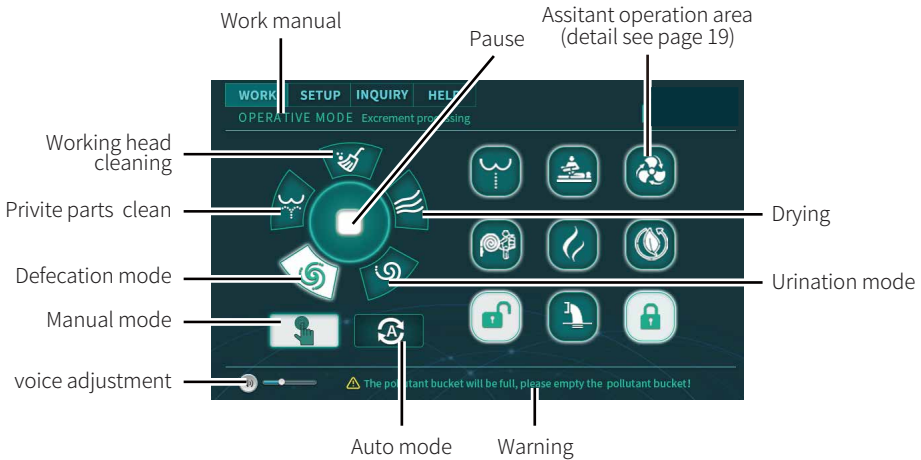 Work manual
Pause
Assitant operation area
(detail see page 19)
WORK SETUP INQUIRY HELP
OPERATIVE MODE Excrement processing
Working head
cleaning
Privite parts clean
Drying
Defecation mode
Urination mode
Manual mode
A
voice adjustment
The pollutant bucket will be full, please empty the pollutant bucket!
Auto mode
Warning